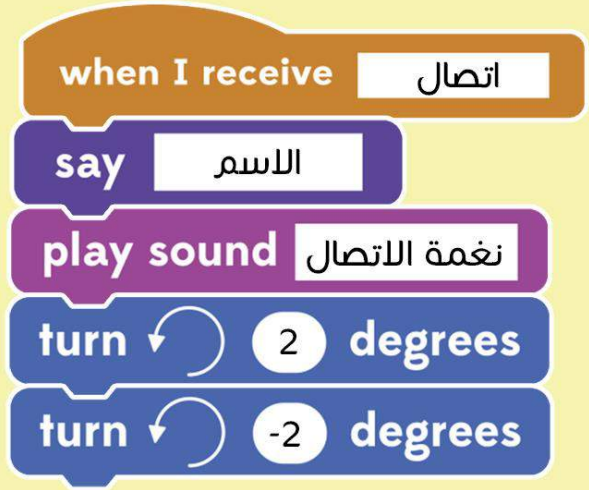 when I receive اتصال
say الاسم
play sound نغمة الاتصال
turn 2 degrees
turn -2 degrees